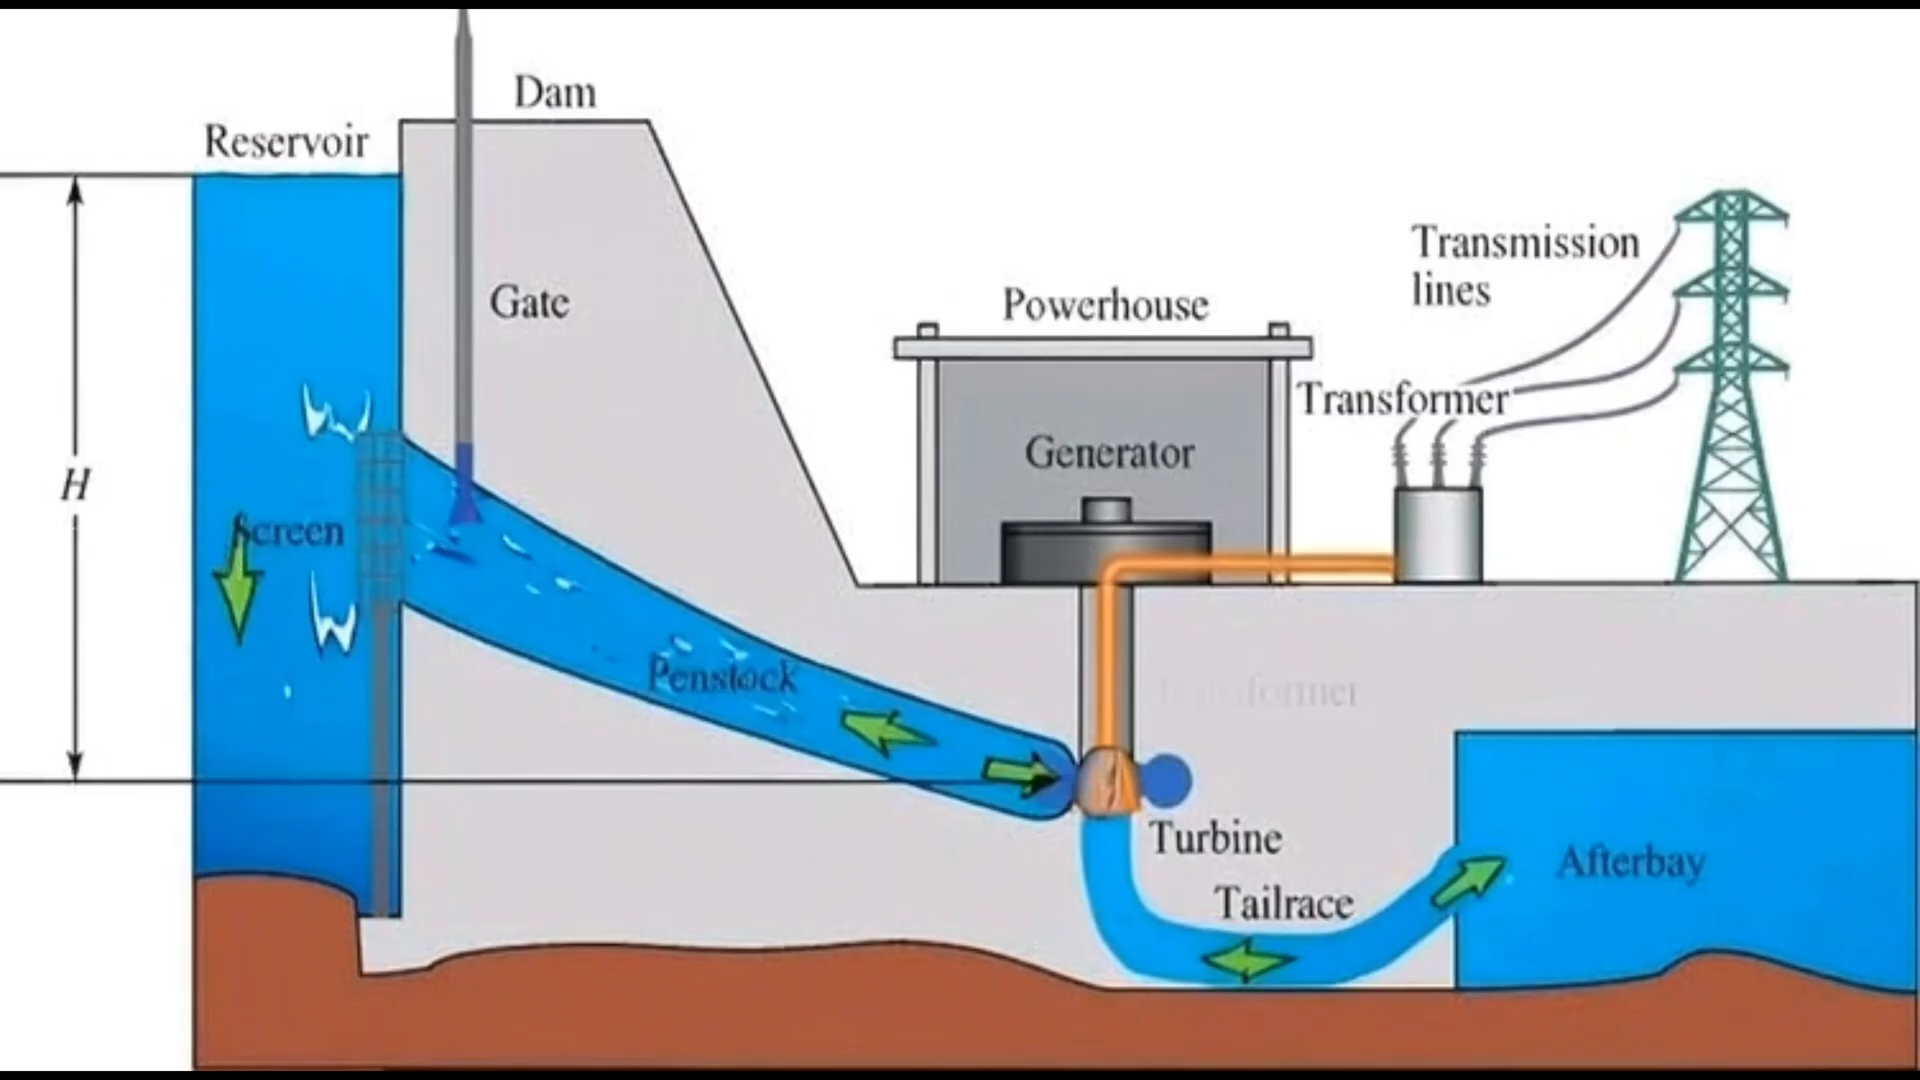 Dam
Reservoir
Transmission
lines
Gate
Powerhouse
Transformer
Generator
H
Screen
Penstock
Turbine
Afterbay
Tailrace